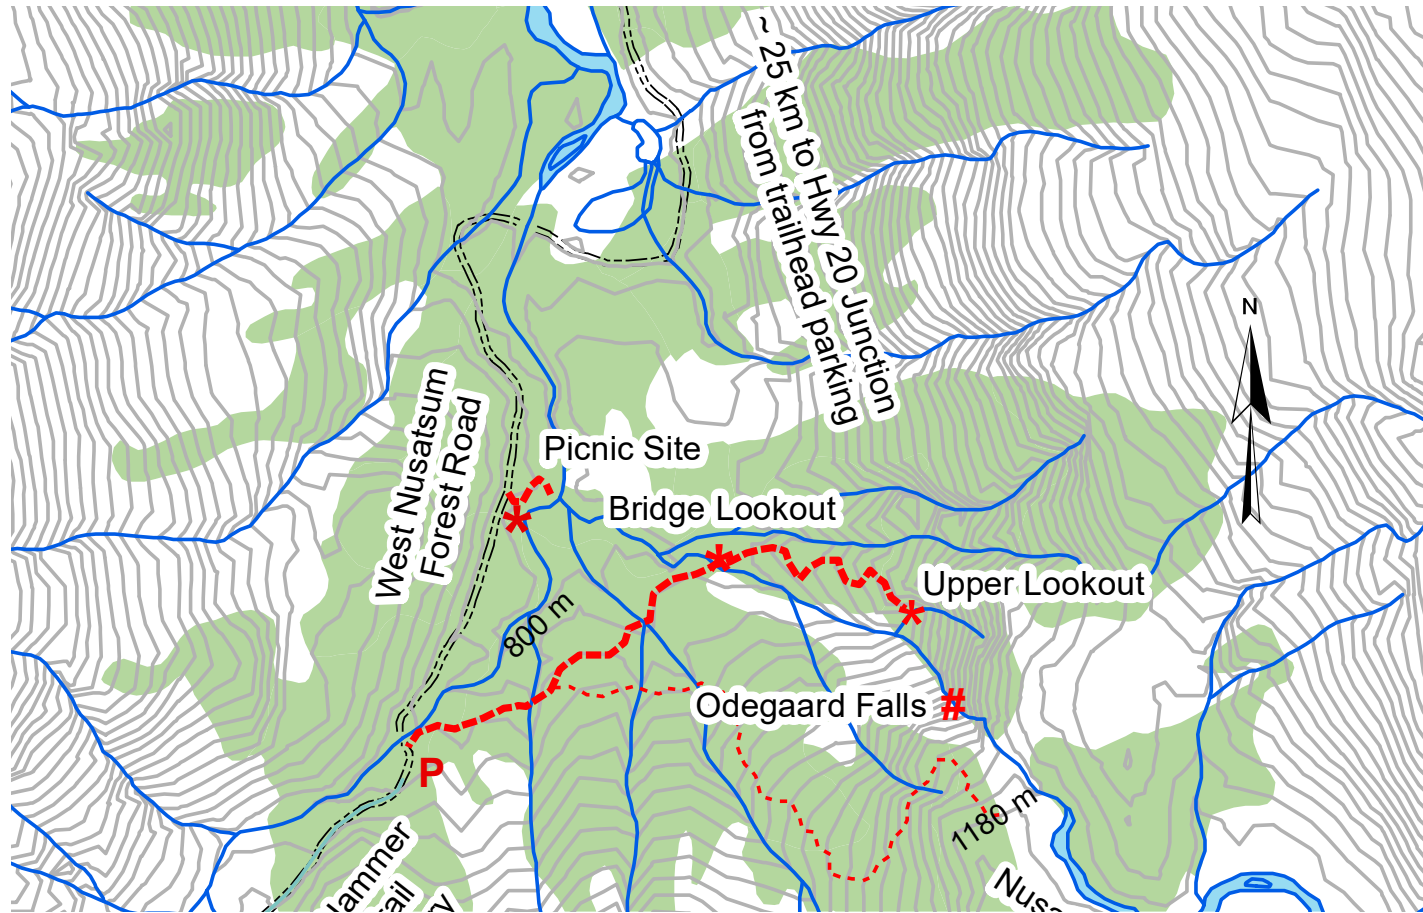 ~ 25 km to Hwy 20 Junction
from trailhead parking
N
West Nusatsum
Forest Road
Picnic Site
Bridge Lookout
Upper Lookout
800 m
Odegaard Falls #
P
1180 m